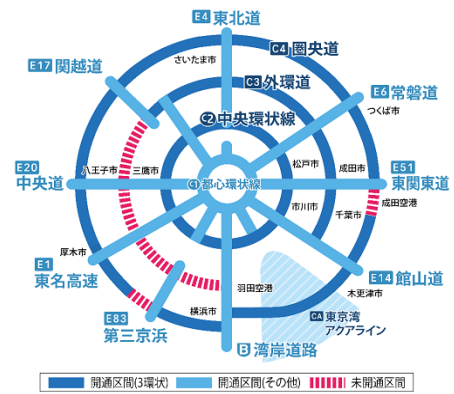 E4 東北道
C4 圏央道
さいたま市
E17 関越道
C3 外環道
E6 常磐道
つくば市
C2 中央環状線
E20
中央道
八王子市
三鷹市
松戸市
成田市
E51
東関東道
C1 都心環状線
成田空港
市川市
千葉市
厚木市
E1
東名高速
E14 館山道
木更津市
羽田空港
横浜市
E83
第三京浜
CA 東京湾
アクアライン
B 湾岸道路
開通区間(3環状)
開通区間(その他)
未開通区間